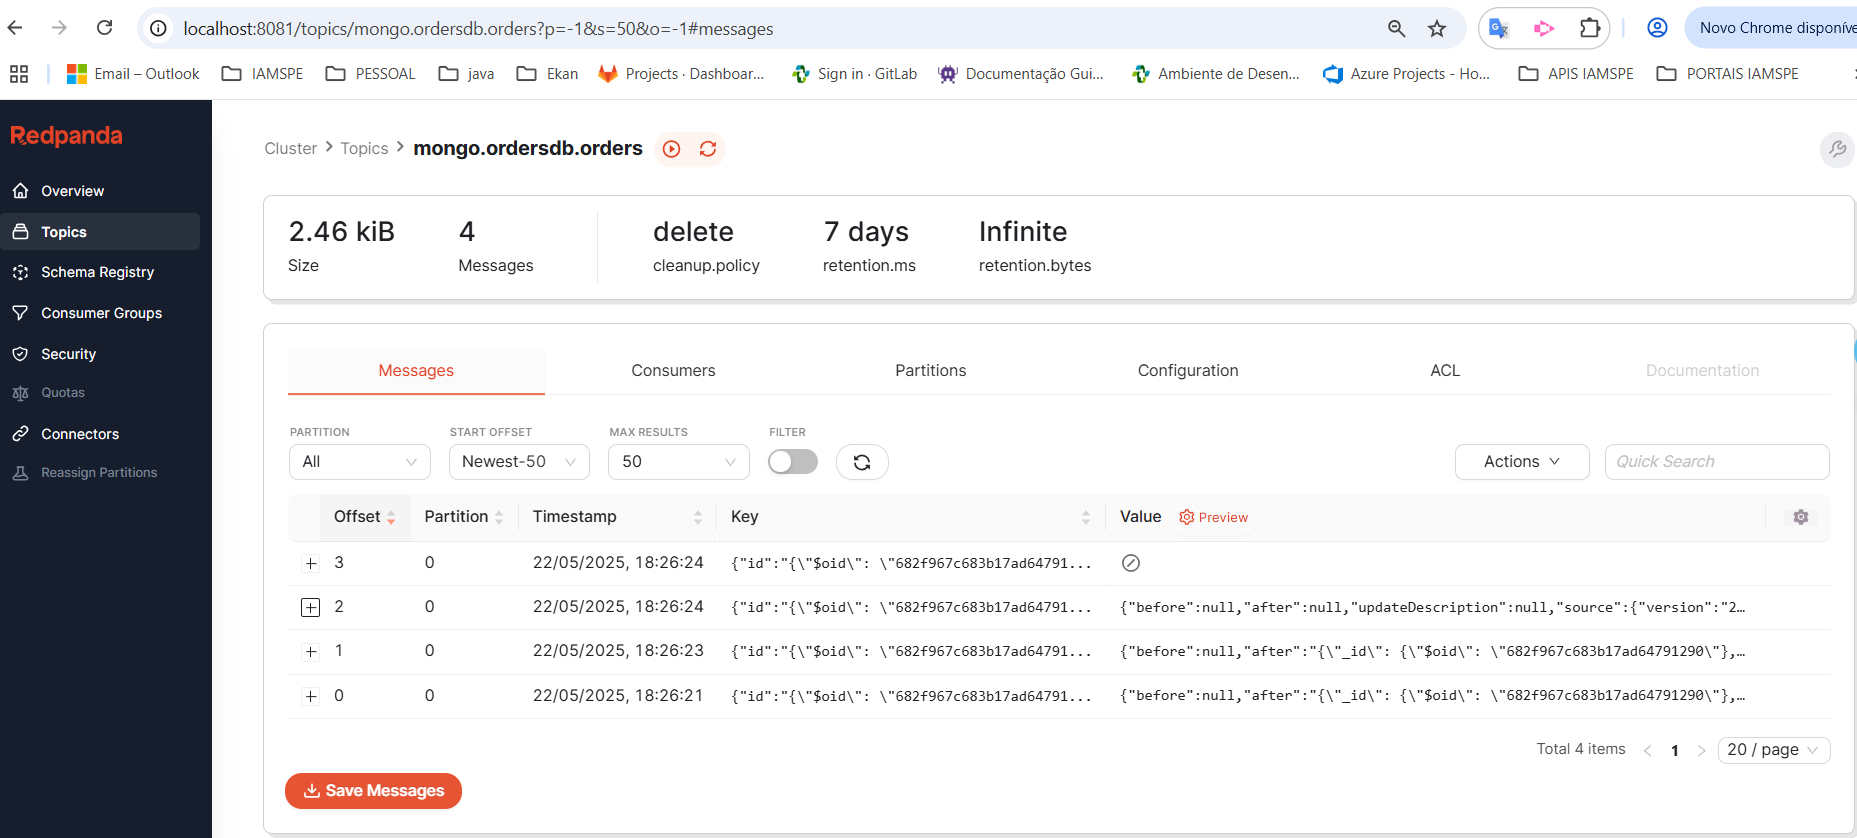 localhost:8081/topics/mongo.ordersdb.orders?p=-1&s=50&o=-1#messages
Novo Chrome disponíve
Email – Outlook
IAMSPE
PESSOAL
java
Ekan
Projects · Dashboar...
Sign in · GitLab
Documentação Gui...
Ambiente de Desen...
Azure Projects - Ho...
APIS IAMSPE
PORTAIS IAMSPE
Redpanda
Overview
Topics
Schema Registry
Consumer Groups
Security
Quotas
Connectors
Reassign Partitions
Cluster > Topics > mongo.ordersdb.orders
2.46 kiB 4 delete 7 days Infinite
Size Messages cleanup.policy retention.ms retention.bytes
Messages Consumers Partitions Configuration ACL Documentation
PARTITION START OFFSET MAX RESULTS FILTER
All Newest-50 50 Actions Quick Search
Offset Partition Timestamp Key Value Preview
3 0 22/05/2025, 18:26:24 {"id":"{\"$oid\": \"682f967c683b17ad64791...
2 0 22/05/2025, 18:26:24 {"id":"{\"$oid\": \"682f967c683b17ad64791... {"before":null,"after":null,"updateDescription":null,"source":{"version":"2…
1 0 22/05/2025, 18:26:23 {"id":"{\"$oid\": \"682f967c683b17ad64791... {"before":null,"after":"{\"_id\": {\"$oid\": \"682f967c683b17ad64791290\"},…
0 0 22/05/2025, 18:26:21 {"id":"{\"$oid\": \"682f967c683b17ad64791... {"before":null,"after":"{\"_id\": {\"$oid\": \"682f967c683b17ad64791290\"},…
Total 4 items < 1 > 20 / page
Save Messages